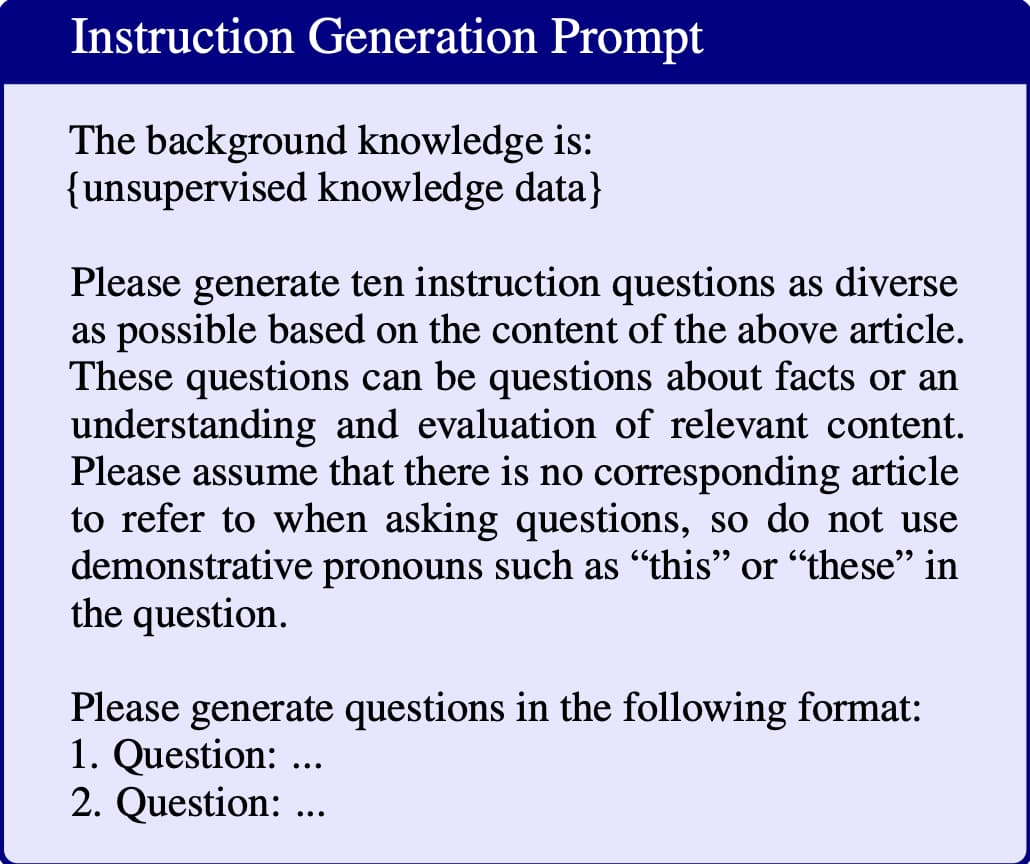 Instruction Generation Prompt
The background knowledge is:
{unsupervised knowledge data}
Please generate ten instruction questions as diverse
as possible based on the content of the above article.
These questions can be questions about facts or an
understanding and evaluation of relevant content.
Please assume that there is no corresponding article
to refer to when asking questions, so do not use
demonstrative pronouns such as “this” or “these” in
the question.
Please generate questions in the following format:
1. Question: ...
2. Question: ...